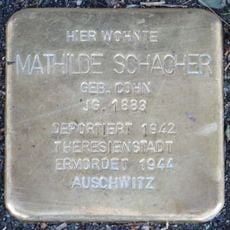 HIER WOHNTE
MATHILDE SCHACHER
GEB. COHN
JG. 1883
DEPORTIERT 1942
THERESIENSTADT
ERMORDET 1944
AUSCHWITZ